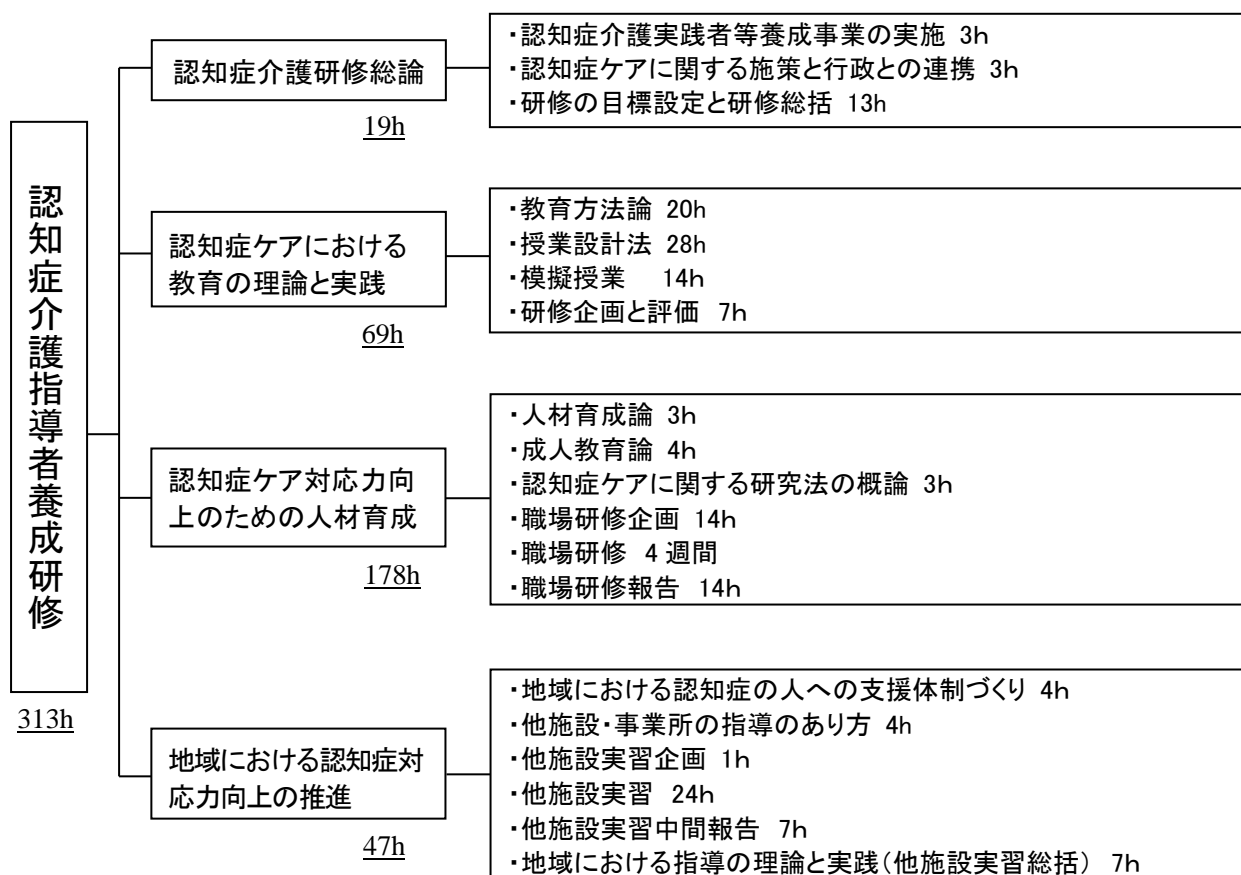 認知症介護指導者養成研修
313h
認知症介護研修総論
19h
・認知症介護実践者等養成事業の実施 3h
・認知症ケアに関する施策と行政との連携 3h
・研修の目標設定と研修総括 13h
認知症ケアにおける
教育の理論と実践
69h
・教育方法論 20h
・授業設計法 28h
・模擬授業 14h
・研修企画と評価 7h
認知症ケア対応力向
上のための人材育成
178h
・人材育成論 3h
・成人教育論 4h
・認知症ケアに関する研究法の概論 3h
・職場研修企画 14h
・職場研修 4週間
・職場研修報告 14h
地域における認知症対
応力向上の推進
47h
・地域における認知症の人への支援体制づくり 4h
・他施設・事業所の指導のあり方 4h
・他施設実習企画 1h
・他施設実習 24h
・他施設実習中間報告 7h
・地域における指導の理論と実践(他施設実習総括) 7h